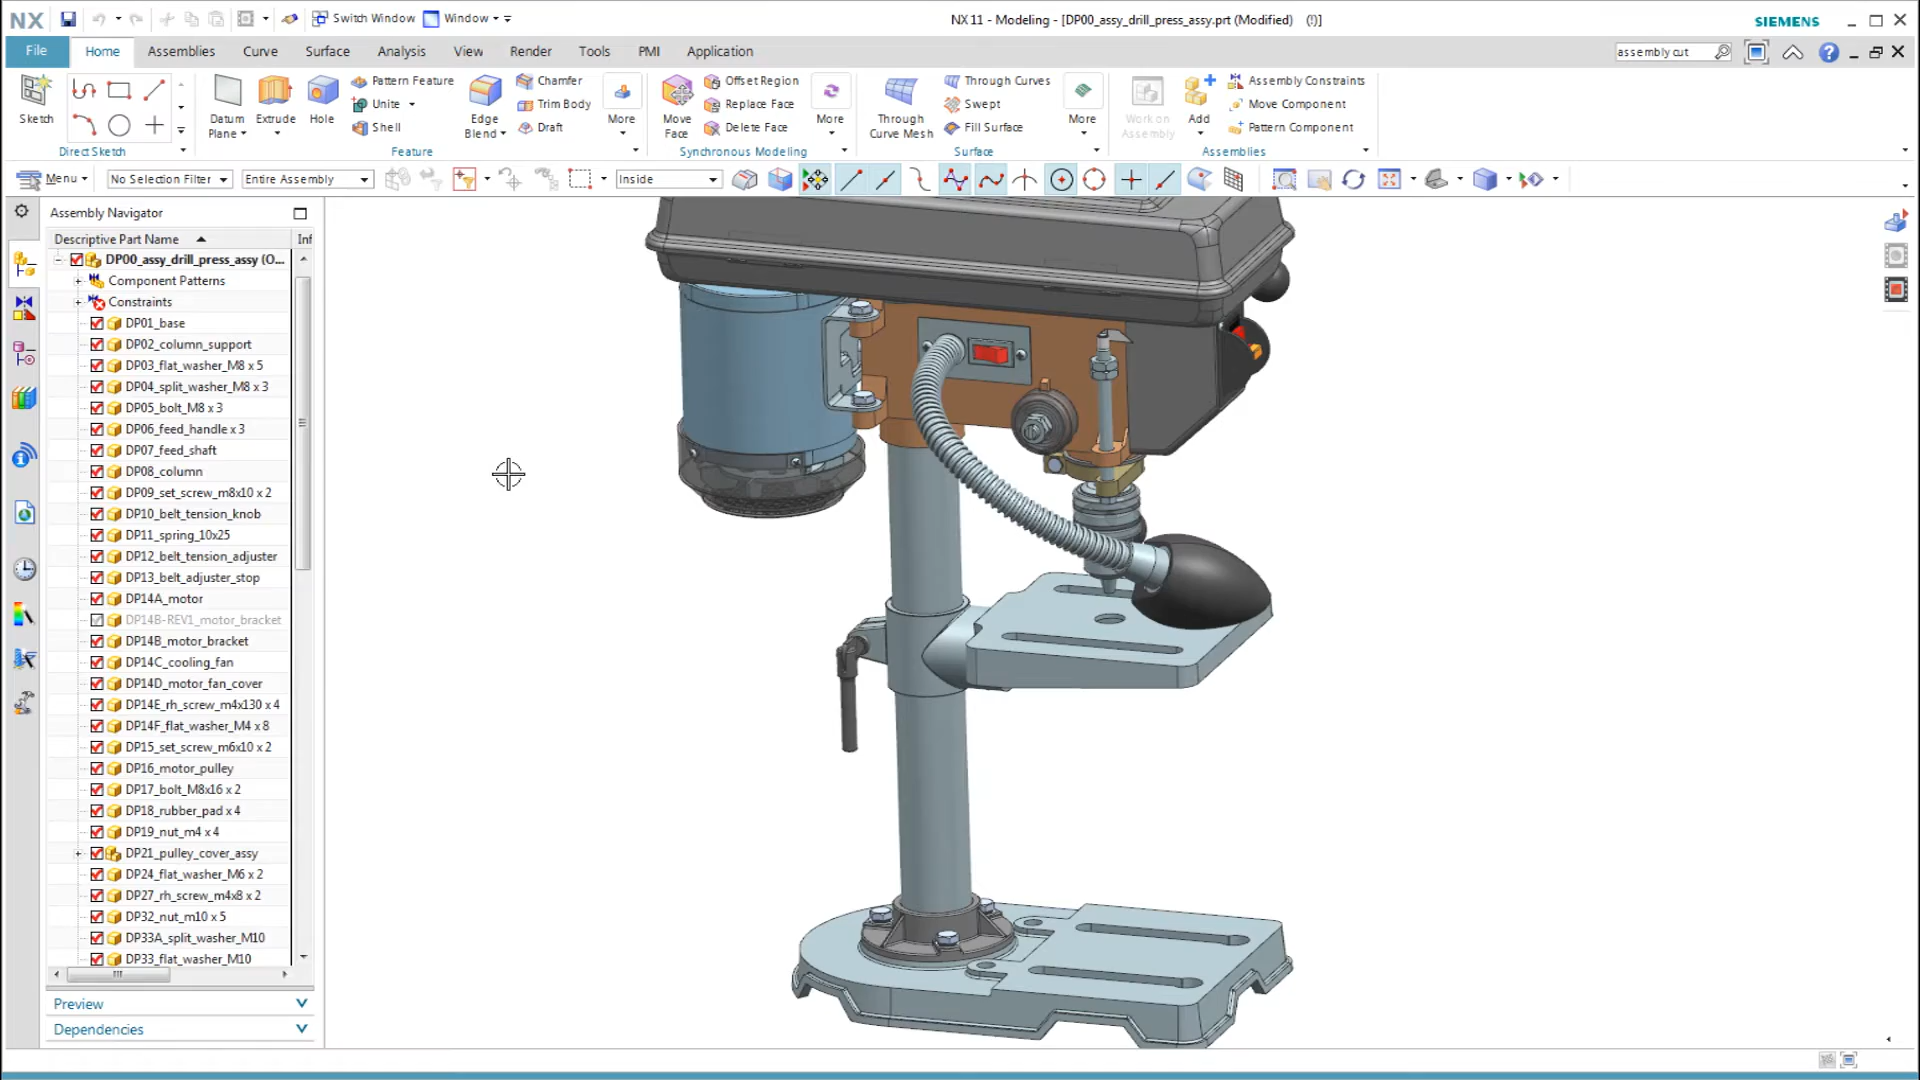 NX Switch Window Window NX 11 - Modeling - [DP00_assy_drill_press_assy.prt (Modified) (!)] SIEMENS
File Home Assemblies Curve Surface Analysis View Render Tools PMI Application assembly cut
Sketch
Direct Sketch
Datum Plane
Extrude
Hole
Pattern Feature
Unite
Shell
Edge Blend
Chamfer
Trim Body
Draft
More
Feature
Move Face
Offset Region
Replace Face
Delete Face
More
Synchronous Modeling
Through Curve Mesh
Through Curves
Swept
Fill Surface
More
Surface
Work on Assembly
Add
Assembly Constraints
Move Component
Pattern Component
Assemblies
Menu No Selection Filter Entire Assembly Inside
Assembly Navigator
Descriptive Part Name Inf
DP00_assy_drill_press_assy (O...
Component Patterns
Constraints
DP01_base
DP02_column_support
DP03_flat_washer_M8 x 5
DP04_split_washer_M8 x 3
DP05_bolt_M8 x 3
DP06_feed_handle x 3
DP07_feed_shaft
DP08_column
DP09_set_screw_m8x10 x 2
DP10_belt_tension_knob
DP11_spring_10x25
DP12_belt_tension_adjuster
DP13_belt_adjuster_stop
DP14A_motor
DP14B-REV1_motor_bracket
DP14B_motor_bracket
DP14C_cooling_fan
DP14D_motor_fan_cover
DP14E_rh_screw_m4x130 x 4
DP14F_flat_washer_M4 x 8
DP15_set_screw_m6x10 x 2
DP16_motor_pulley
DP17_bolt_M8x16 x 2
DP18_rubber_pad x 4
DP19_nut_m4 x 4
DP21_pulley_cover_assy
DP24_flat_washer_M6 x 2
DP27_rh_screw_m4x8 x 2
DP32_nut_m10 x 5
DP33A_split_washer_M10
DP33_flat_washer_M10
Preview
Dependencies